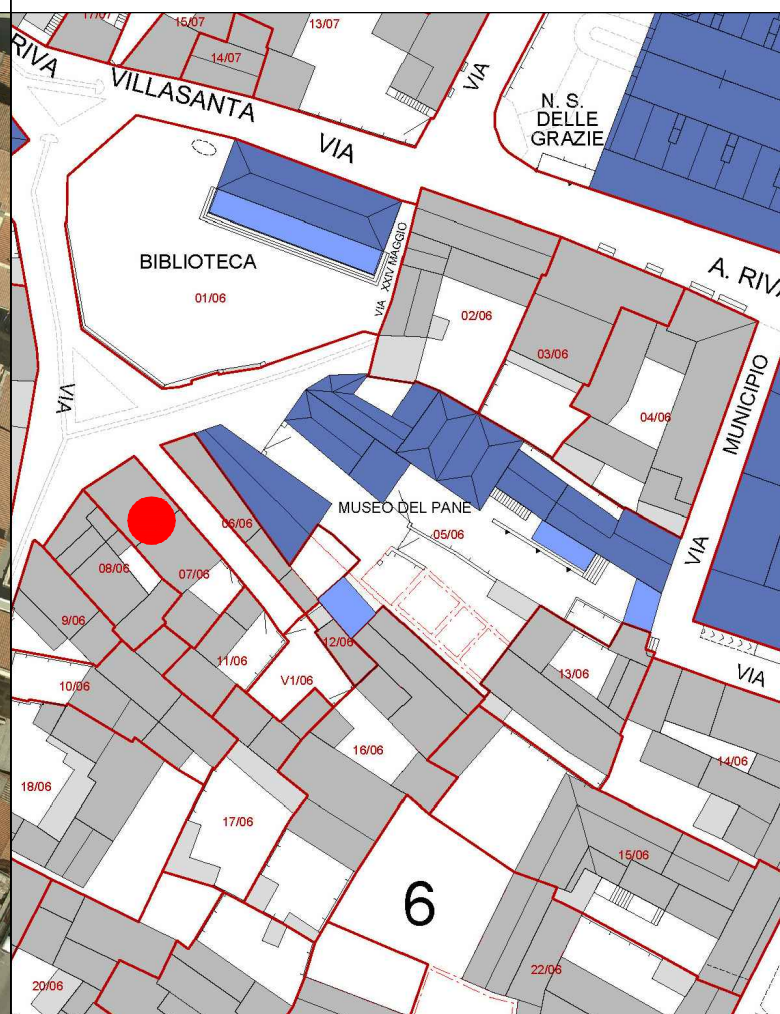 17/07
15/07
13/07
14/07
RIVA
VILLASANTA
VIA
VIA
N. S.
DELLE
GRAZIE
BIBLIOTECA
01/06
VIA XXIV MAGGIO
A. RIVA
02/06
03/06
04/06
MUNICIPIO
VIA
VIA
MUSEO DEL PANE
05/06
06/06
07/06
08/06
9/06
10/06
11/06
12/06
V1/06
13/06
VIA
14/06
16/06
18/06
17/06
15/06
6
20/06
22/06